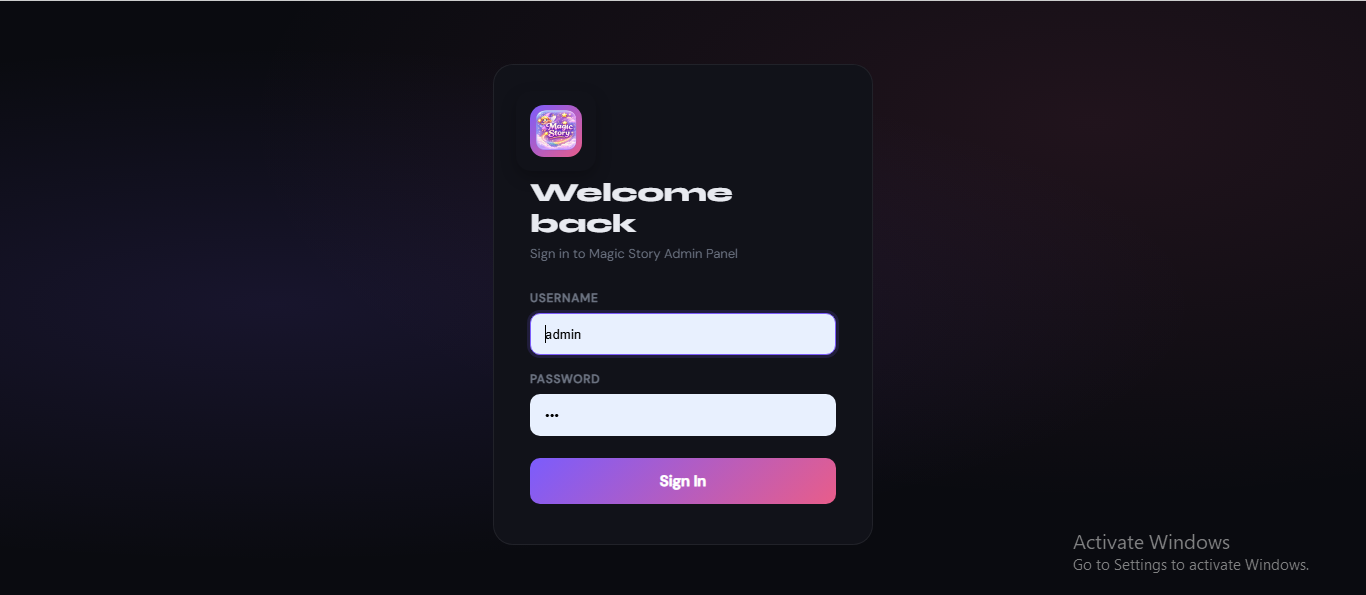 Magic
Story
Welcome
back
Sign in to Magic Story Admin Panel
USERNAME
admin
PASSWORD
•••
Sign In
Activate Windows
Go to Settings to activate Windows.